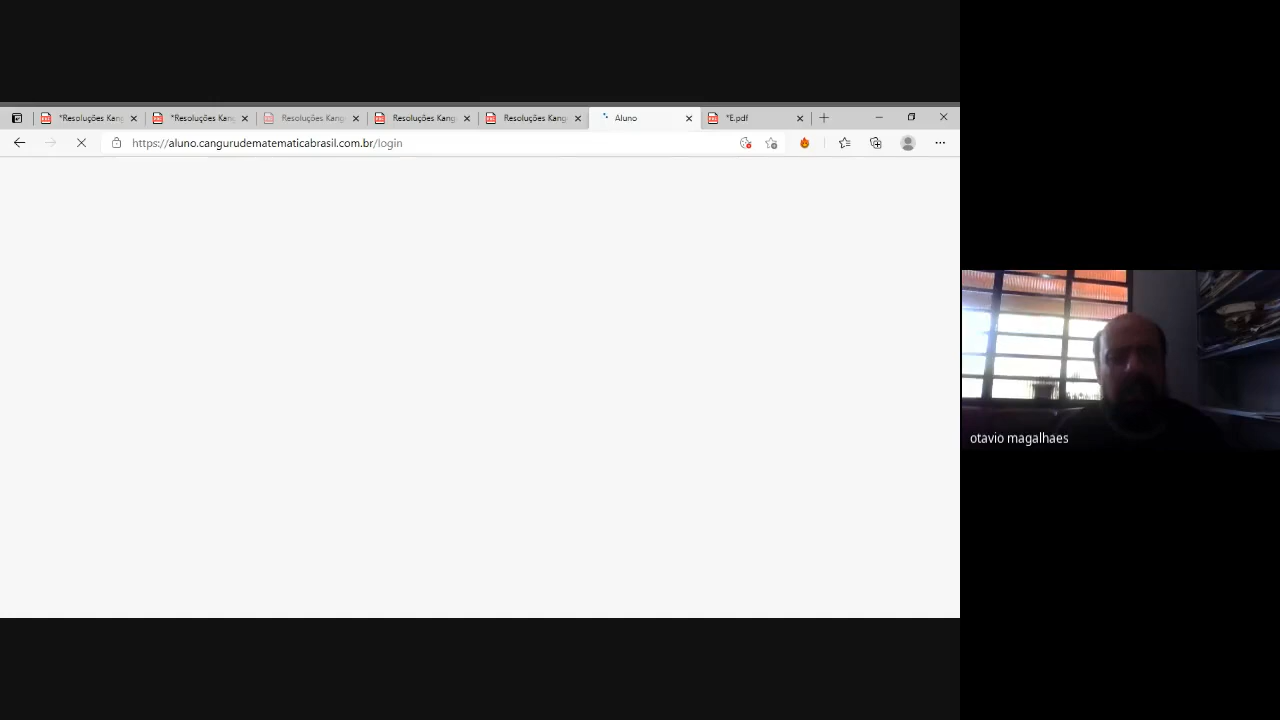 *Resoluções Kang
*Resoluções Kang
Resoluções Kang
Resoluções Kang
Resoluções Kang
Aluno
*E.pdf
https://aluno.cangurudematematicabrasil.com.br/login
otavio magalhaes